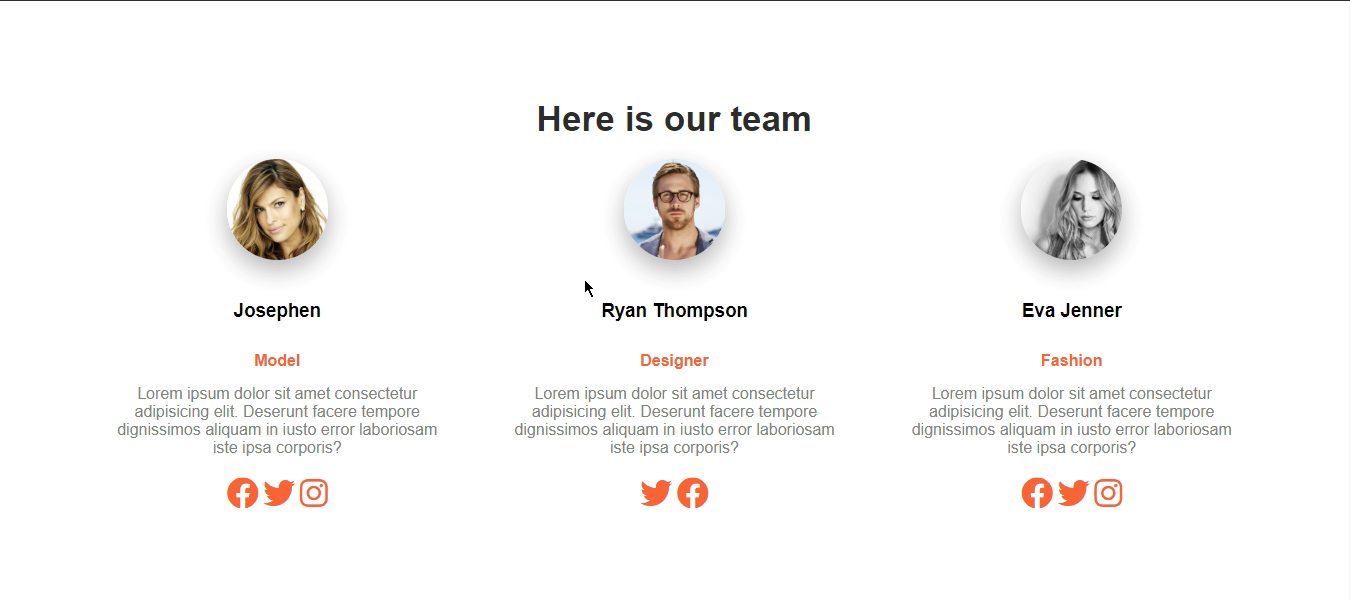 Here is our team
Josephen
Ryan Thompson
Eva Jenner
Model
Designer
Fashion
Lorem ipsum dolor sit amet consectetur
adipisicing elit. Deserunt facere tempore
dignissimos aliquam in iusto error laboriosam
iste ipsa corporis?
Lorem ipsum dolor sit amet consectetur
adipisicing elit. Deserunt facere tempore
dignissimos aliquam in iusto error laboriosam
iste ipsa corporis?
Lorem ipsum dolor sit amet consectetur
adipisicing elit. Deserunt facere tempore
dignissimos aliquam in iusto error laboriosam
iste ipsa corporis?